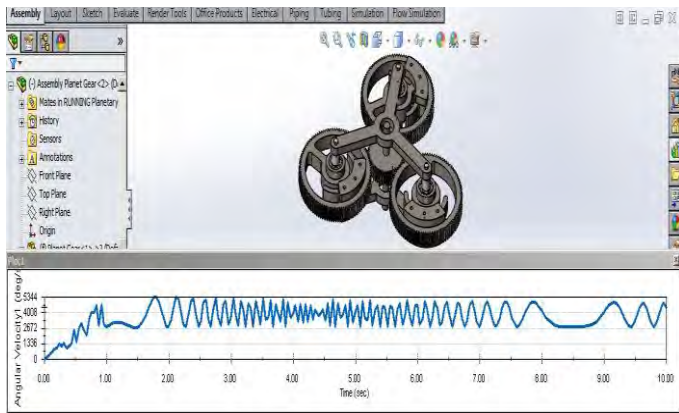 Assembly Layout Sketch Evaluate Render Tools Office Products Electrical Piping Tubing Simulation Flow Simulation
»
(-) Assembly Planet Gear<2> (D
Mates in RUNNING Planetary
History
Sensors
A Annotations
Front Plane
Top Plane
Right Plane
Origin
Plot1
Angular Velocity1 (deg/
5344
4008
2672
1336
0
0.00 1.00 2.00 3.00 4.00 5.00 6.00 7.00 8.00 9.00 10.00
Time (sec)